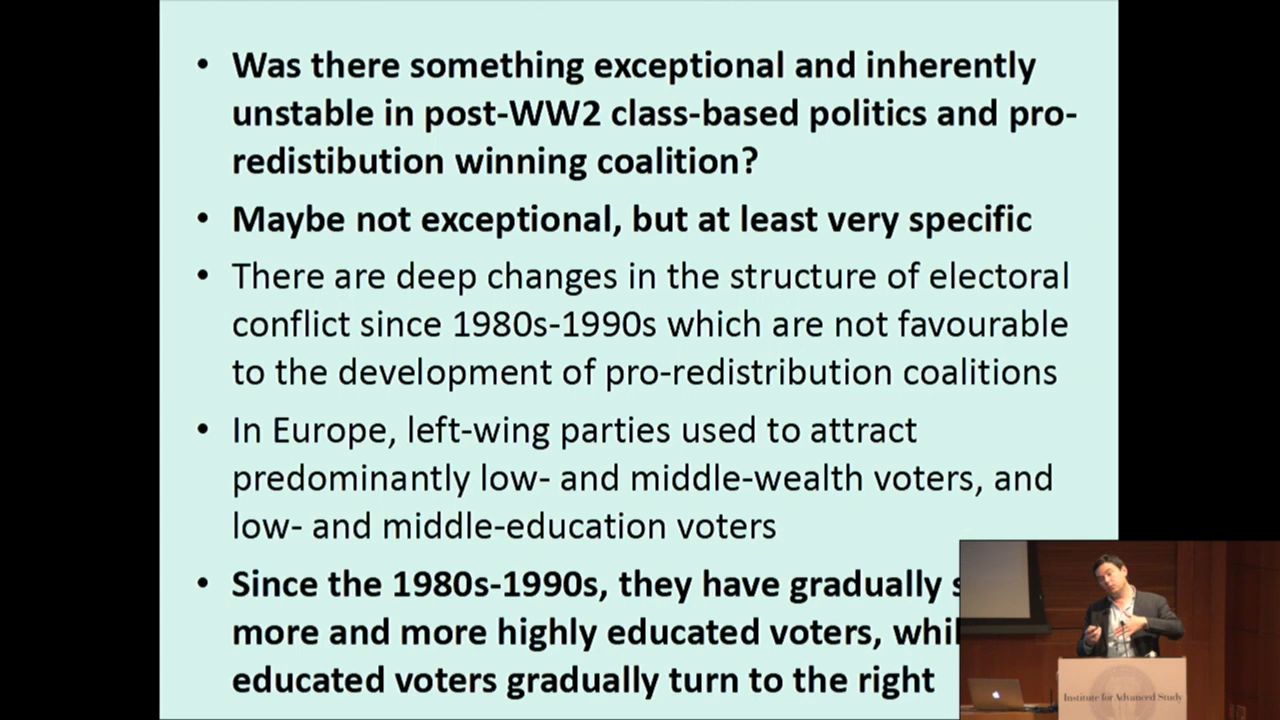 • Was there something exceptional and inherently
unstable in post-WW2 class-based politics and pro-
redistibution winning coalition?
• Maybe not exceptional, but at least very specific
• There are deep changes in the structure of electoral
conflict since 1980s-1990s which are not favourable
to the development of pro-redistribution coalitions
• In Europe, left-wing parties used to attract
predominantly low- and middle-wealth voters, and
low- and middle-education voters
• Since the 1980s-1990s, they have gradually
more and more highly educated voters,
educated voters gradually turn to the right
Institute for Advanced Study